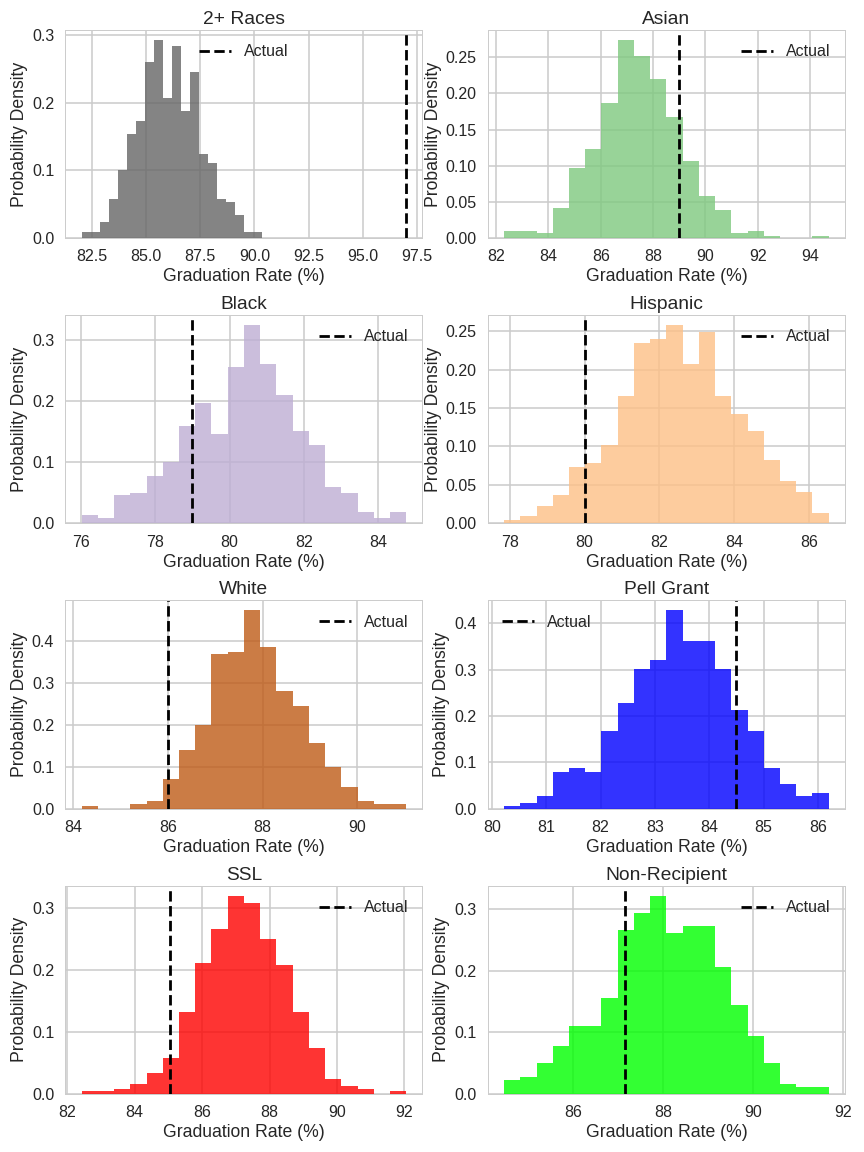 2+ Races
Probability Density
0.3
0.2
0.1
0.0
Actual
82.5 85.0 87.5 90.0 92.5 95.0 97.5
Graduation Rate (%)
Asian
Probability Density
0.25
0.20
0.15
0.10
0.05
0.00
Actual
82 84 86 88 90 92 94
Graduation Rate (%)
Black
Probability Density
0.3
0.2
0.1
0.0
Actual
76 78 80 82 84
Graduation Rate (%)
Hispanic
Probability Density
0.25
0.20
0.15
0.10
0.05
0.00
Actual
78 80 82 84 86
Graduation Rate (%)
White
Probability Density
0.4
0.3
0.2
0.1
0.0
Actual
84 86 88 90
Graduation Rate (%)
Pell Grant
Probability Density
0.4
0.3
0.2
0.1
0.0
Actual
80 81 82 83 84 85 86
Graduation Rate (%)
SSL
Probability Density
0.3
0.2
0.1
0.0
Actual
82 84 86 88 90 92
Graduation Rate (%)
Non-Recipient
Probability Density
0.3
0.2
0.1
0.0
Actual
86 88 90 92
Graduation Rate (%)